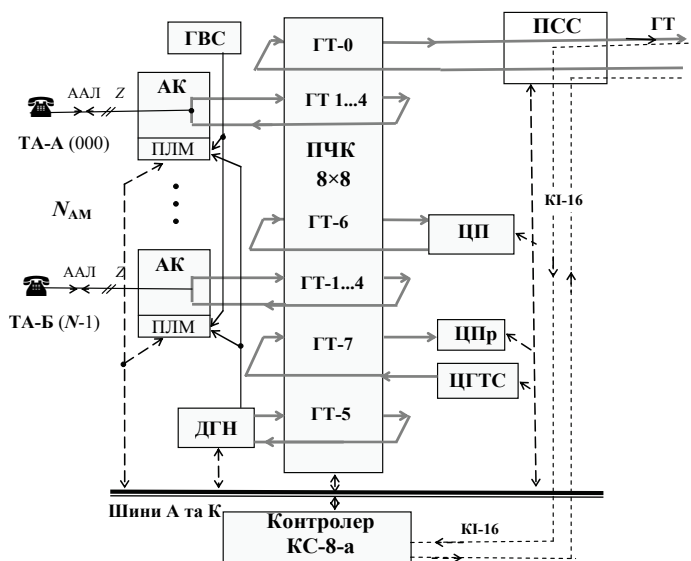 ГВС
ГТ-0
ПСС
ГТ
ААЛ
Z
АК
ГТ 1...4
ТА-А (000)
ПЛМ
ПЧК
8×8
КІ-16
NАМ
ГТ-6
ЦП
ААЛ
Z
АК
ГТ-1...4
ТА-Б (N-1)
ПЛМ
ГТ-7
ЦПр
ЦГТС
ДГН
ГТ-5
Шини А та К
Контролер
КС-8-а
КІ-16